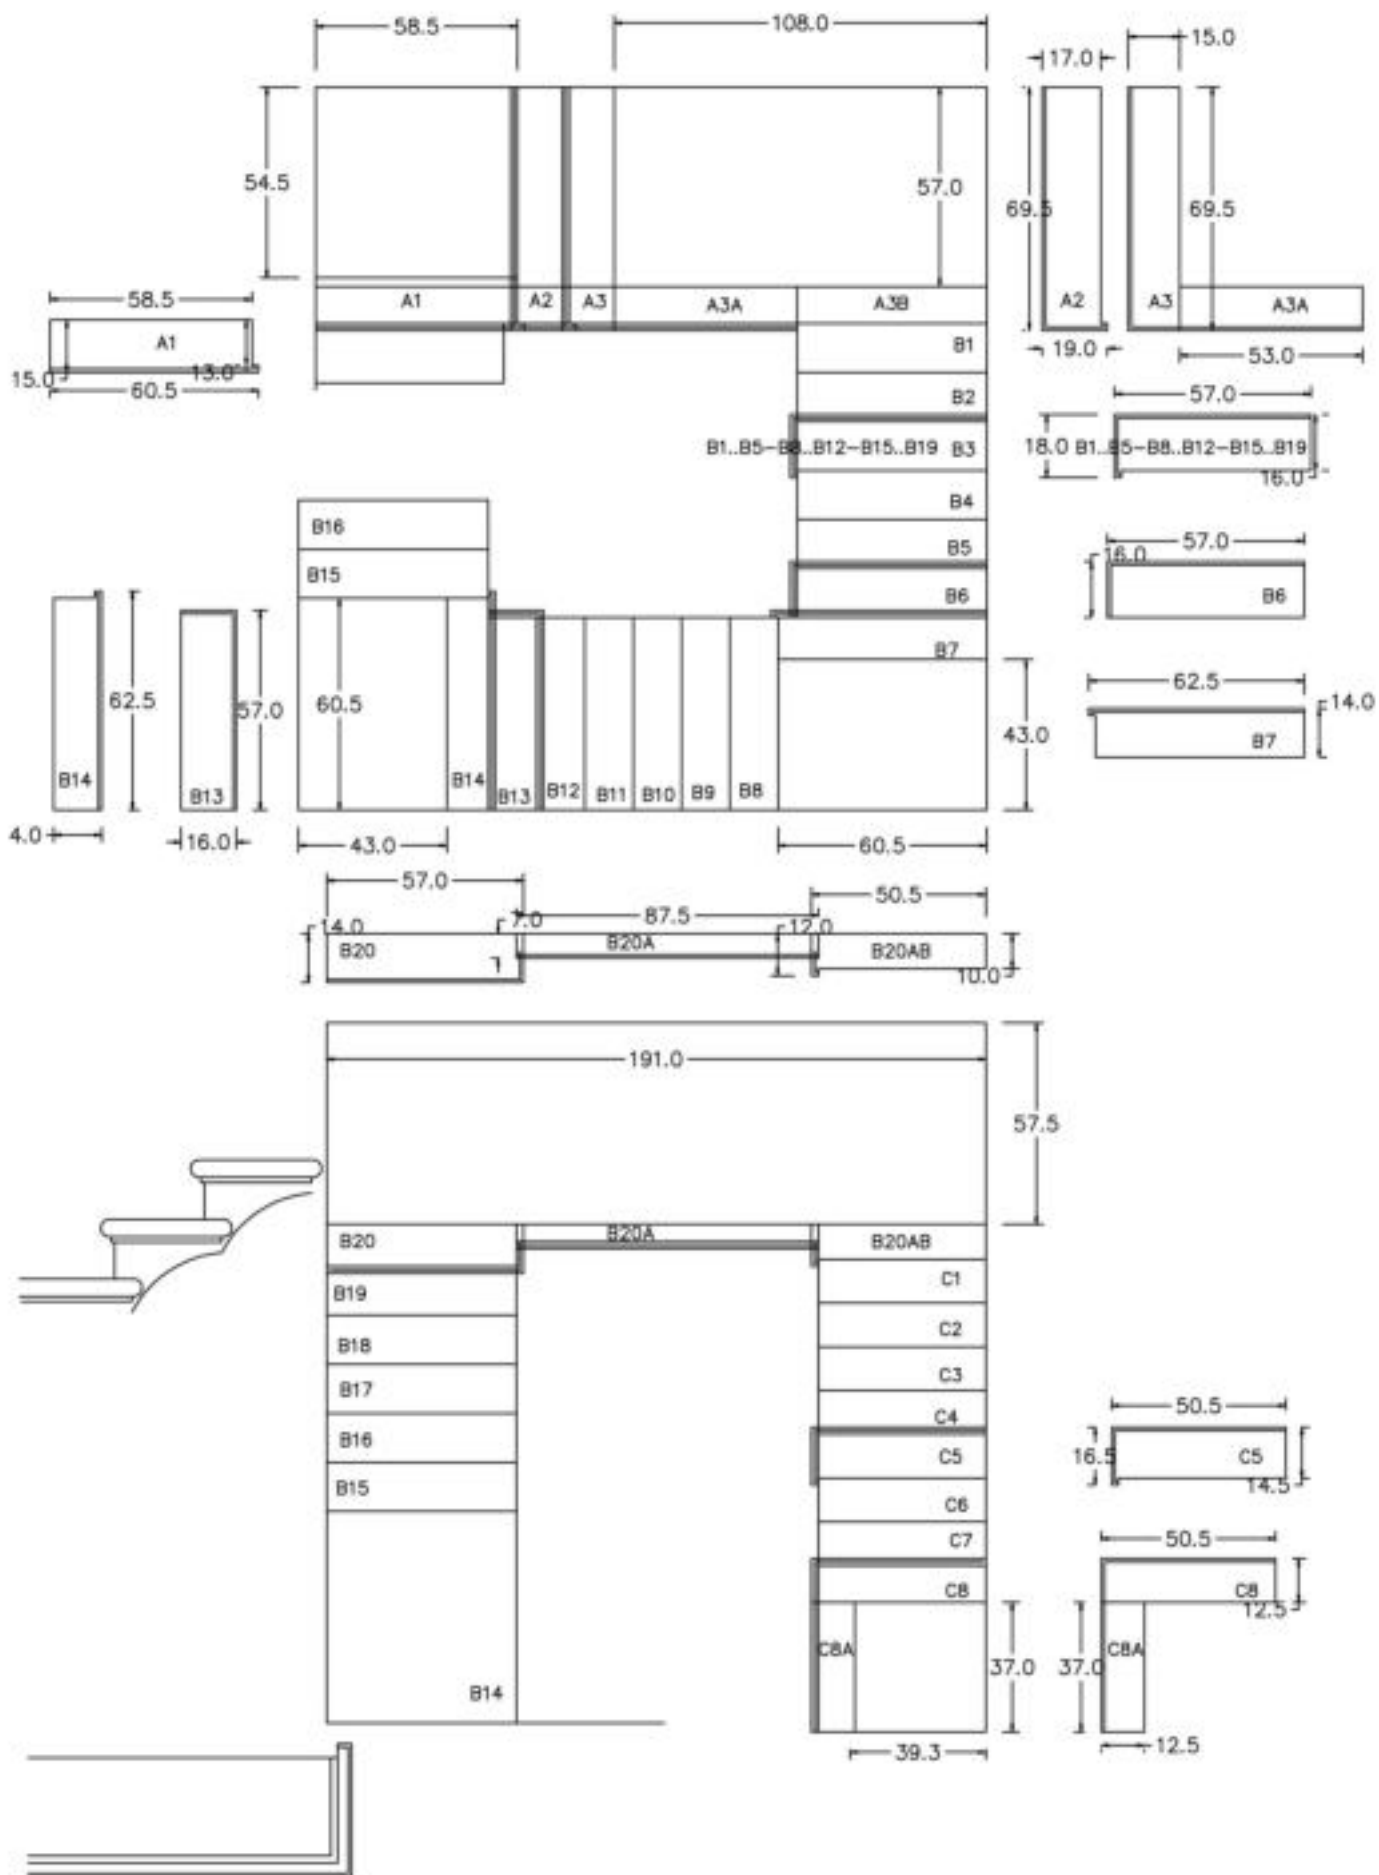 58.5
108.0
17.0
15.0
54.5
57.0
69.5
69.5
58.5
A1
A2
A3
A3A
A3B
A2
A3
A3A
A1
B1
19.0
53.0
15.0
13.0
60.5
B2
57.0
B1..B5-B8..B12-B15..B19
B3
18.0
B1..B5-B8..B12-B15..B19
16.0
B4
B16
B5
16.0
57.0
B15
B6
B6
B7
62.5
62.5
57.0
60.5
14.0
43.0
B7
B14
B13
B14
B13
B12
B11
B10
B9
B8
4.0
16.0
43.0
60.5
57.0
50.5
14.0
7.0
87.5
12.0
B20
B20A
B20AB
10.0
191.0
57.5
B20
B20A
B20AB
B19
C1
B18
C2
B17
C3
C4
50.5
B16
C5
16.5
C5
B15
14.5
C6
C7
50.5
C8
C8
12.5
C8A
37.0
37.0
C8A
B14
39.3
12.5